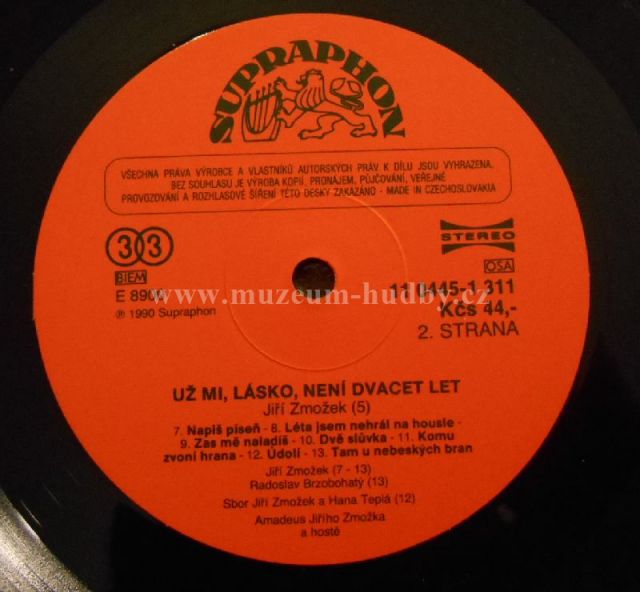 SUPRAPHON
VŠECHNA PRÁVA VÝROBCE A VLASTNÍKŮ AUTORSKÝCH PRÁV K DÍLU JSOU VYHRAZENA.
BEZ SOUHLASU JE VÝROBA KOPIÍ, PRONÁJEM, PŮJČOVÁNÍ, VEŘEJNÉ
PROVOZOVÁNÍ A ROZHLASOVÉ ŠÍŘENÍ TÉTO DESKY ZAKÁZÁNO - MADE IN CZECHOSLOVAKIA
33
STEREO
BIEM
OSA
E
1311
www.muzeum-hudby.cz
Kčs 44,-
℗ 1990 Supraphon
2. STRANA
UŽ MI, LÁSKO, NENÍ DVACET LET
Jiří Zmožek (5)
7. Napiš píseň - 8. Léta jsem nehrál na housle -
9. Zas mě naladíš - 10. Dvě slůvka - 11. Komu
zvoní hrana - 12. Údolí - 13. Tam u nebeských bran
Jiří Zmožek (7 - 13)
Radoslav Brzobohatý (13)
Sbor Jiří Zmožek a Hana Teplá (12)
Amadeus Jiřího Zmožka
a hosté